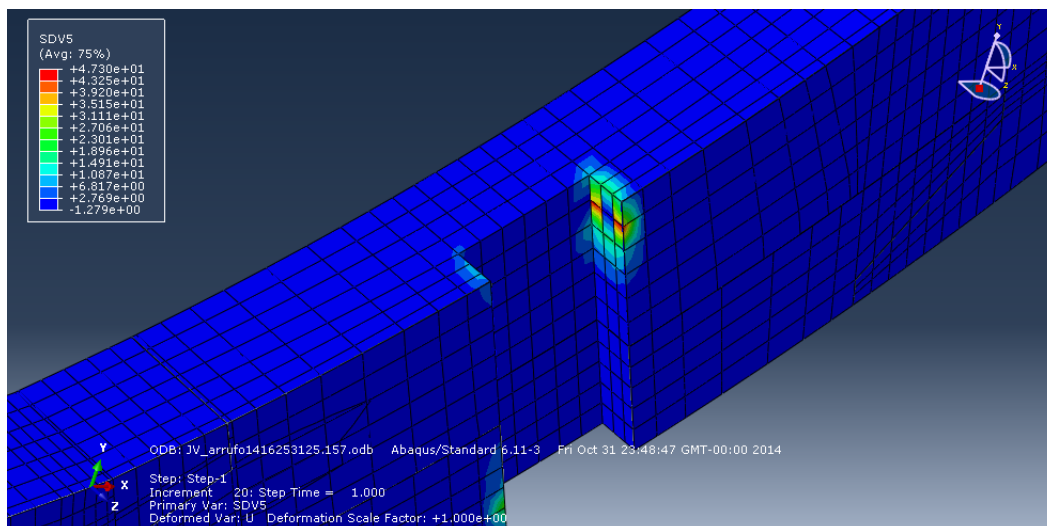 SDV5
(Avg: 75%)
+4.730e+01
+4.325e+01
+3.920e+01
+3.515e+01
+3.111e+01
+2.706e+01
+2.301e+01
+1.896e+01
+1.491e+01
+1.087e+01
+6.817e+00
+2.769e+00
-1.279e+00
Y
X
Z
Y
X
Z
ODB: JV_arrufo1416253125.157.odb Abaqus/Standard 6.11-3 Fri Oct 31 23:48:47 GMT-00:00 2014
Step: Step-1
Increment 20: Step Time = 1.000
Primary Var: SDV5
Deformed Var: U Deformation Scale Factor: +1.000e+00